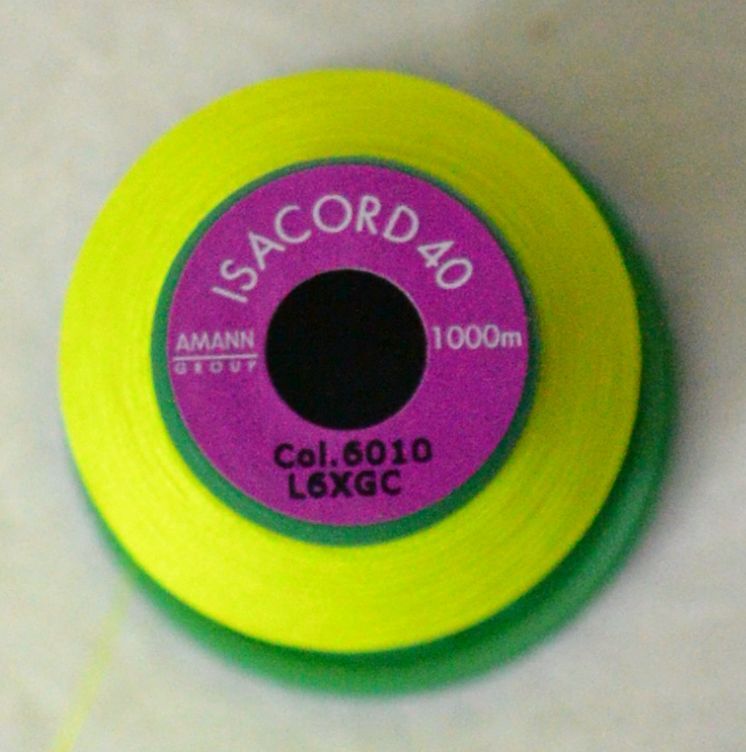 ISACORD 40
AMANN
GROUP
1000m
Col.6010
L6XGC